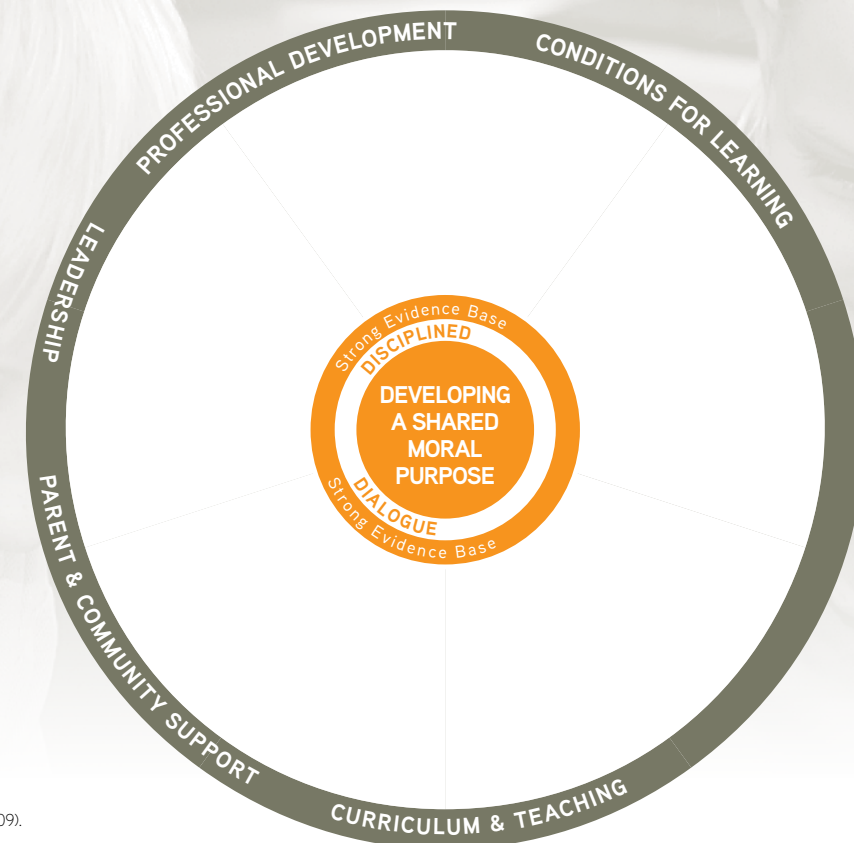 PROFESSIONAL DEVELOPMENT
CONDITIONS FOR LEARNING
LEADERSHIP
Strong Evidence Base
DISCIPLINED
DEVELOPING
A SHARED
MORAL
PURPOSE
DIALOGUE
Strong Evidence Base
PARENT & COMMUNITY SUPPORT
CURRICULUM & TEACHING
09).